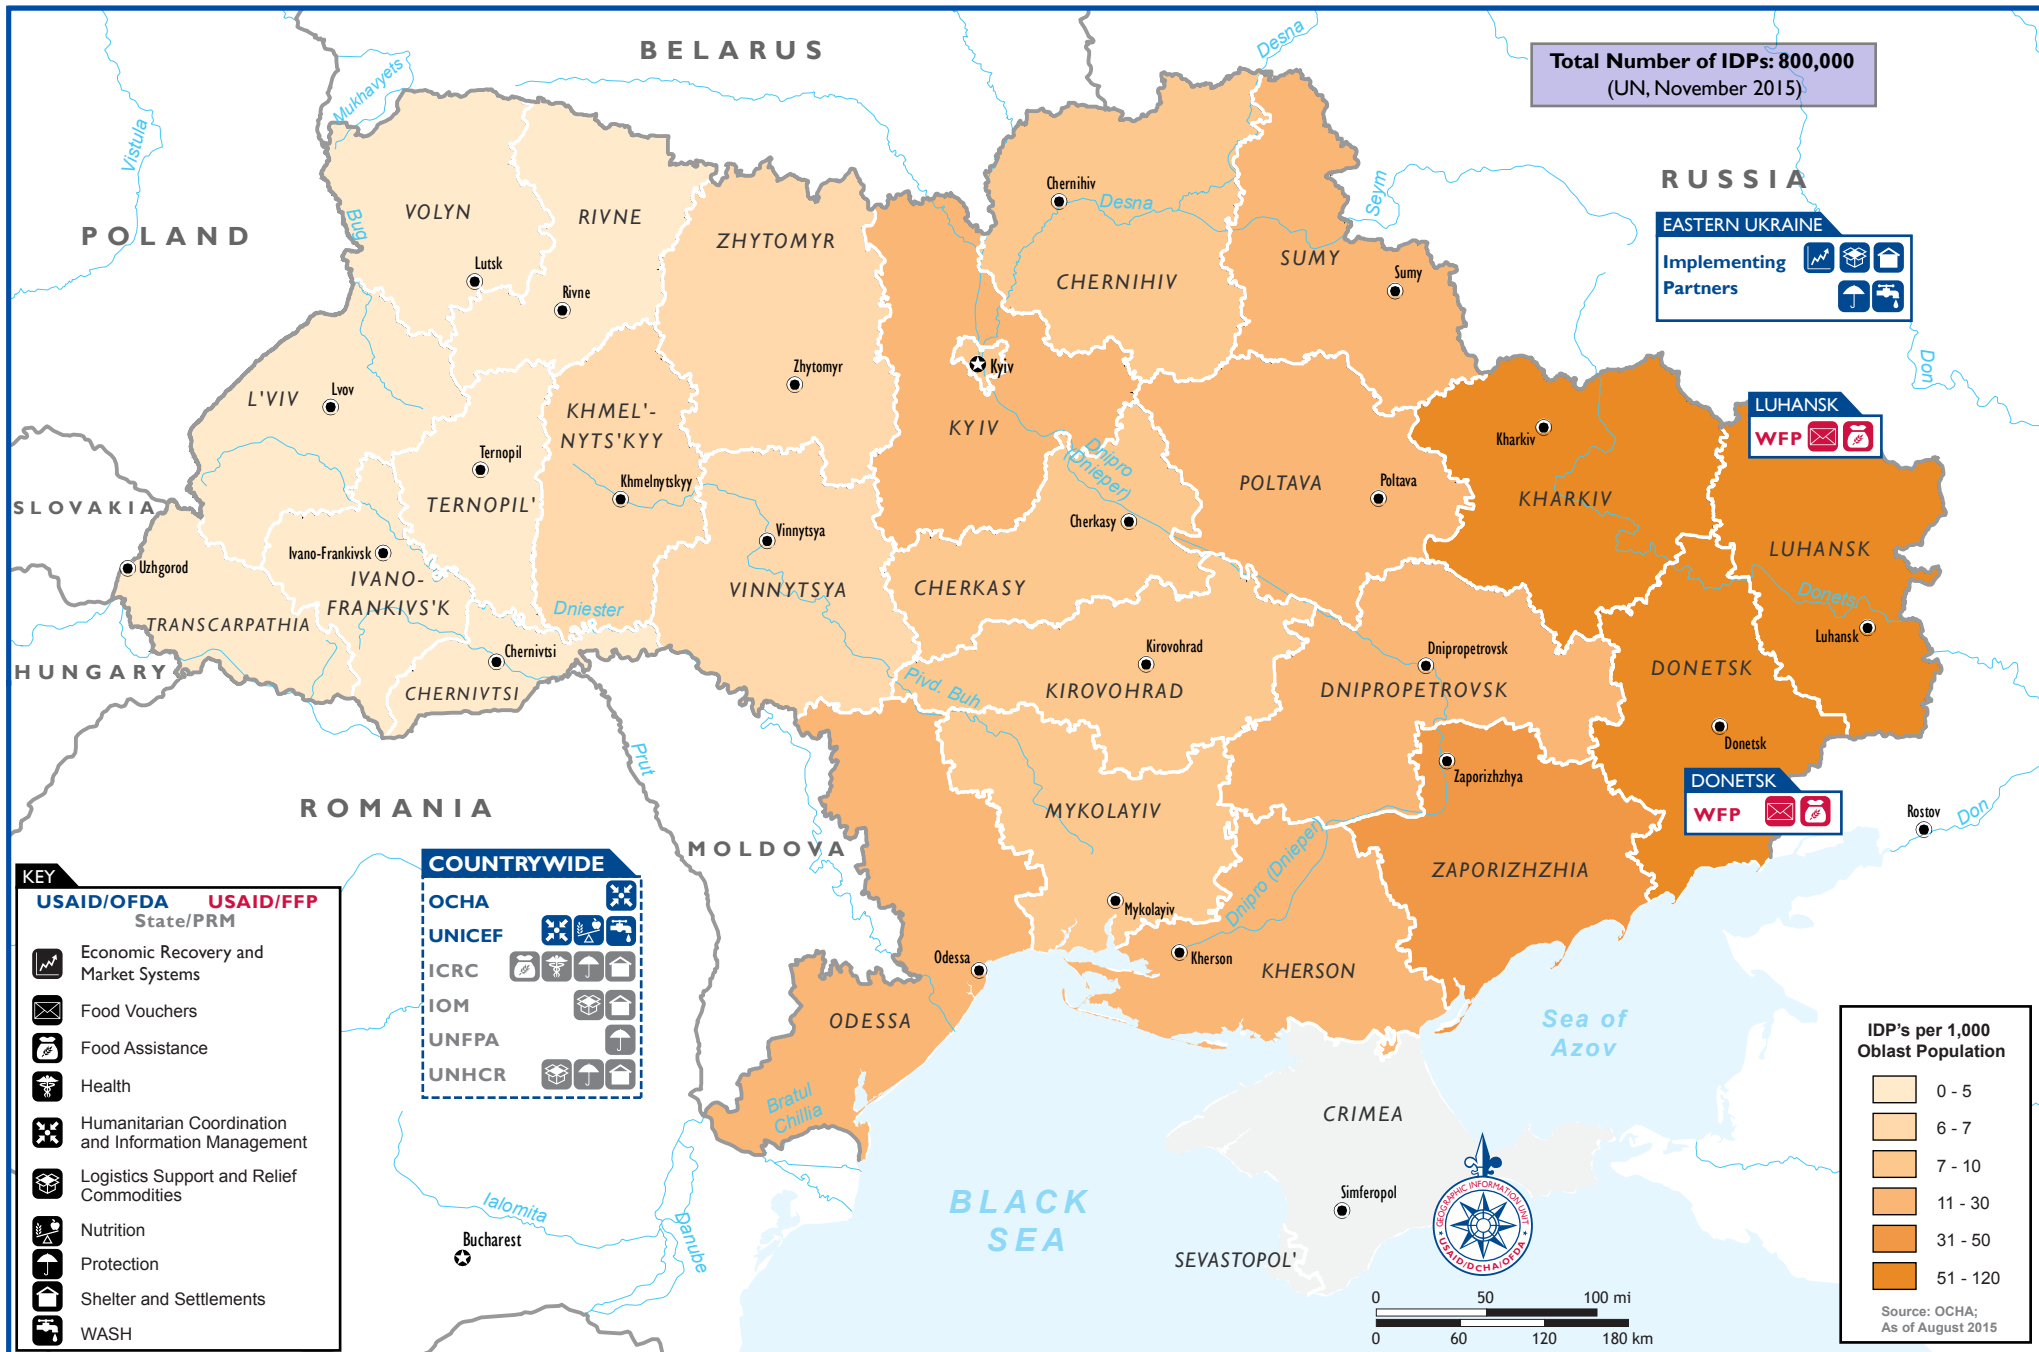 BELARUS
Desna
Total Number of IDPs: 800,000
(UN, November 2015)
Mukhavyets
Vistula
RUSSIA
Seym
Chernihiv
Desna
VOLYN
RIVNE
Bug
POLAND
ZHYTOMYR
EASTERN UKRAINE
Implementing
Partners
Lutsk
Rivne
CHERNIHIV
SUMY
Sumy
Don
Zhytomyr
Kyiv
L'VIV
Lvov
KHMEL'-
NYTS'KYY
KYIV
LUHANSK
WFP
Kharkiv
Ternopil
Dnipro
(Dnieper)
TERNOPIL'
Khmelnytskyy
POLTAVA
Poltava
KHARKIV
SLOVAKIA
Cherkasy
Vinnytsya
LUHANSK
Uzhgorod
Ivano-Frankivsk
IVANO-
FRANKIVS'K
VINNYTSYA
CHERKASY
Donets
Dniester
TRANSCARPATHIA
Luhansk
HUNGARY
Chernivtsi
CHERNIVTSI
Kirovohrad
KIROVOHRAD
Dnipropetrovsk
DNIPROPETROVSK
DONETSK
Pivd. Buh
Donetsk
Prut
Zaporizhzhya
DONETSK
WFP
ROMANIA
MYKOLAYIV
Rostov
Don
MOLDOVA
ZAPORIZHZHIA
Dnipro (Dnieper)
Mykolayiv
Odessa
Kherson
KHERSON
ODESSA
Sea of
Azov
Bratul
Chillia
CRIMEA
BLACK
SEA
Simferopol
SEVASTOPOL'
Ialomita
Danube
Bucharest
KEY
USAID/OFDA USAID/FFP
State/PRM
Economic Recovery and
Market Systems
Food Vouchers
Food Assistance
Health
Humanitarian Coordination
and Information Management
Logistics Support and Relief
Commodities
Nutrition
Protection
Shelter and Settlements
WASH
COUNTRYWIDE
OCHA
UNICEF
ICRC
IOM
UNFPA
UNHCR
GEOGRAPHIC INFORMATION UNIT
USAID/DCHA/OFDA
0 50 100 mi
0 60 120 180 km
IDP's per 1,000
Oblast Population
0 - 5
6 - 7
7 - 10
11 - 30
31 - 50
51 - 120
Source: OCHA;
As of August 2015